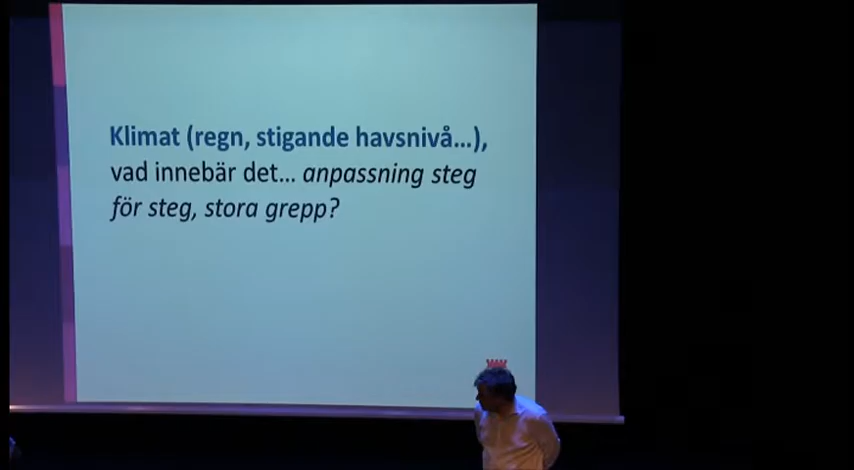 Klimat (regn, stigande havsnivå...),
vad innebär det... anpassning steg
för steg, stora grepp?